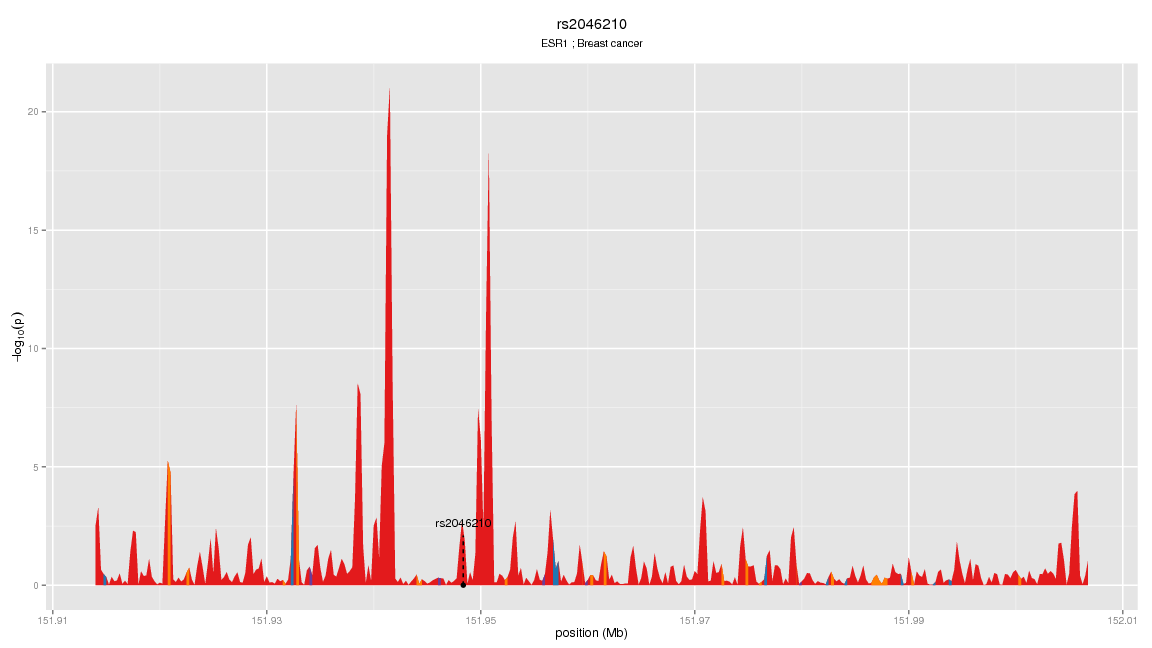 rs2046210
ESR1 ; Breast cancer
20
15
10
5
0
−log10(p)
rs2046210
151.91 151.93 151.95 151.97 151.99 152.01
position (Mb)